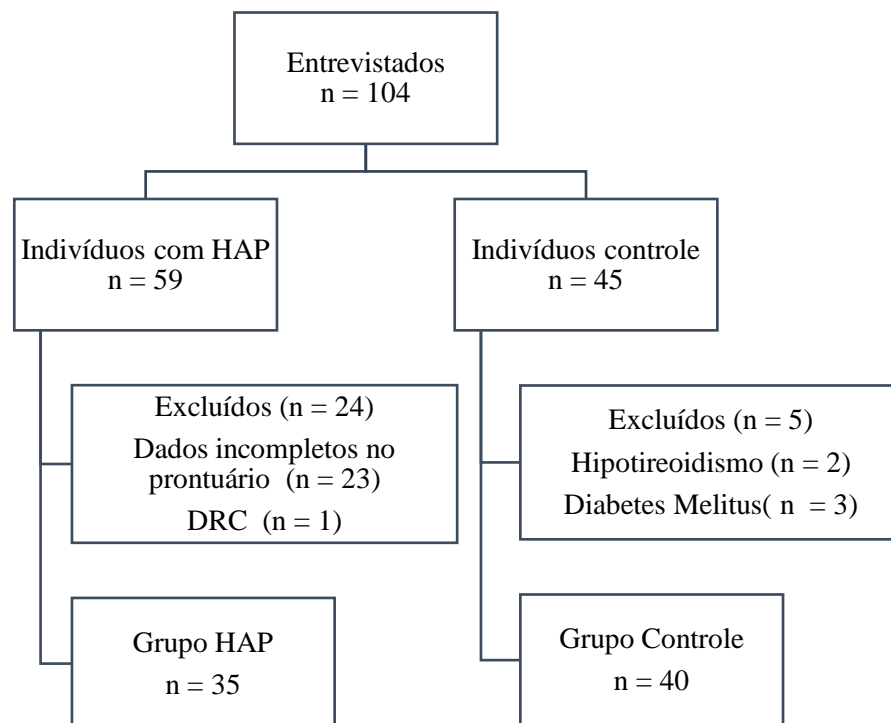 Entrevistados
n = 104
Indivíduos com HAP
n = 59
Indivíduos controle
n = 45
Excluídos (n = 24)
Dados incompletos no
prontuário (n = 23)
DRC (n = 1)
Excluídos (n = 5)
Hipotireoidismo (n = 2)
Diabetes Melitus( n = 3)
Grupo HAP
n = 35
Grupo Controle
n = 40